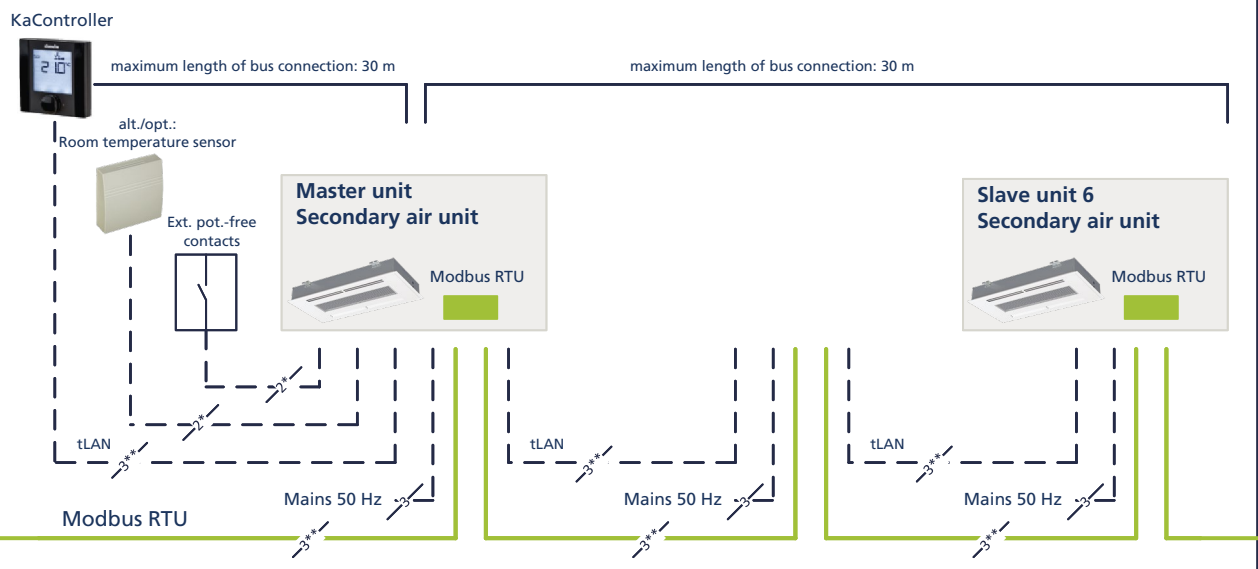 KaController
maximum length of bus connection: 30 m
maximum length of bus connection: 30 m
alt./opt.:
Room temperature sensor
Ext. pot.-free
contacts
Master unit
Secondary air unit
Modbus RTU
Slave unit 6
Secondary air unit
Modbus RTU
2*
2*
tLAN
3**
tLAN
3**
tLAN
3**
Mains 50 Hz
3
Mains 50 Hz
3
Mains 50 Hz
3
Modbus RTU
3**
3**
3**